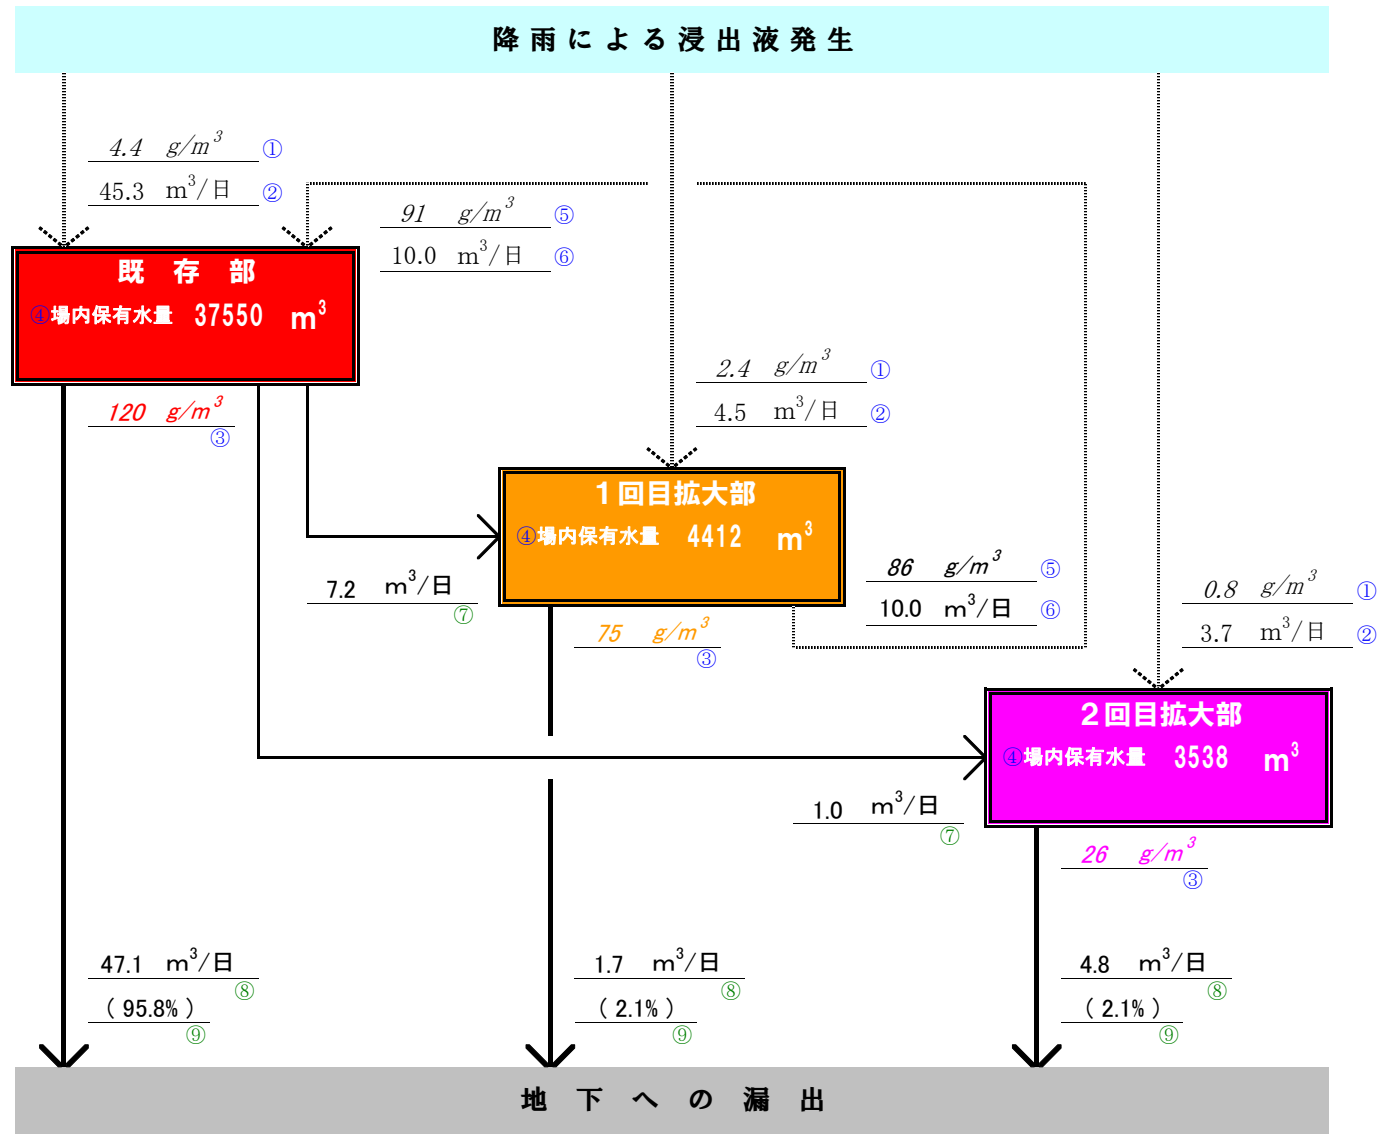 降雨による浸出液発生
4.4 g/m³ ①
45.3 m³/日 ②
91 g/m³ ⑤
10.0 m³/日 ⑥
既存部
④場内保有水量 37550 m³
120 g/m³
③
2.4 g/m³ ①
4.5 m³/日 ②
1回目拡大部
④場内保有水量 4412 m³
7.2 m³/日
⑦
86 g/m³ ⑤
10.0 m³/日 ⑥
75 g/m³
③
0.8 g/m³ ①
3.7 m³/日 ②
2回目拡大部
④場内保有水量 3538 m³
1.0 m³/日
⑦
26 g/m³
③
47.1 m³/日
⑧
(95.8%)
⑨
1.7 m³/日
⑧
(2.1%)
⑨
4.8 m³/日
⑧
(2.1%)
⑨
地下への漏出